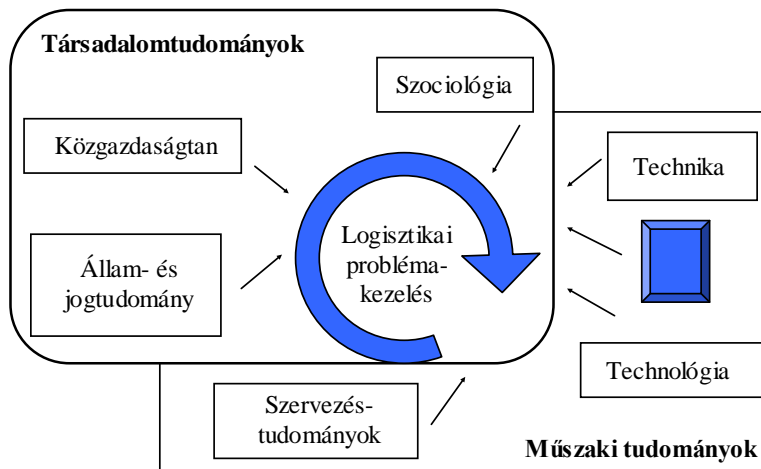 Társadalomtudományok
Szociológia
Közgazdaságtan
Technika
Logisztikai
probléma-
kezelés
Állam- és
jogtudomány
Technológia
Szervezés-
tudományok
Műszaki tudományok